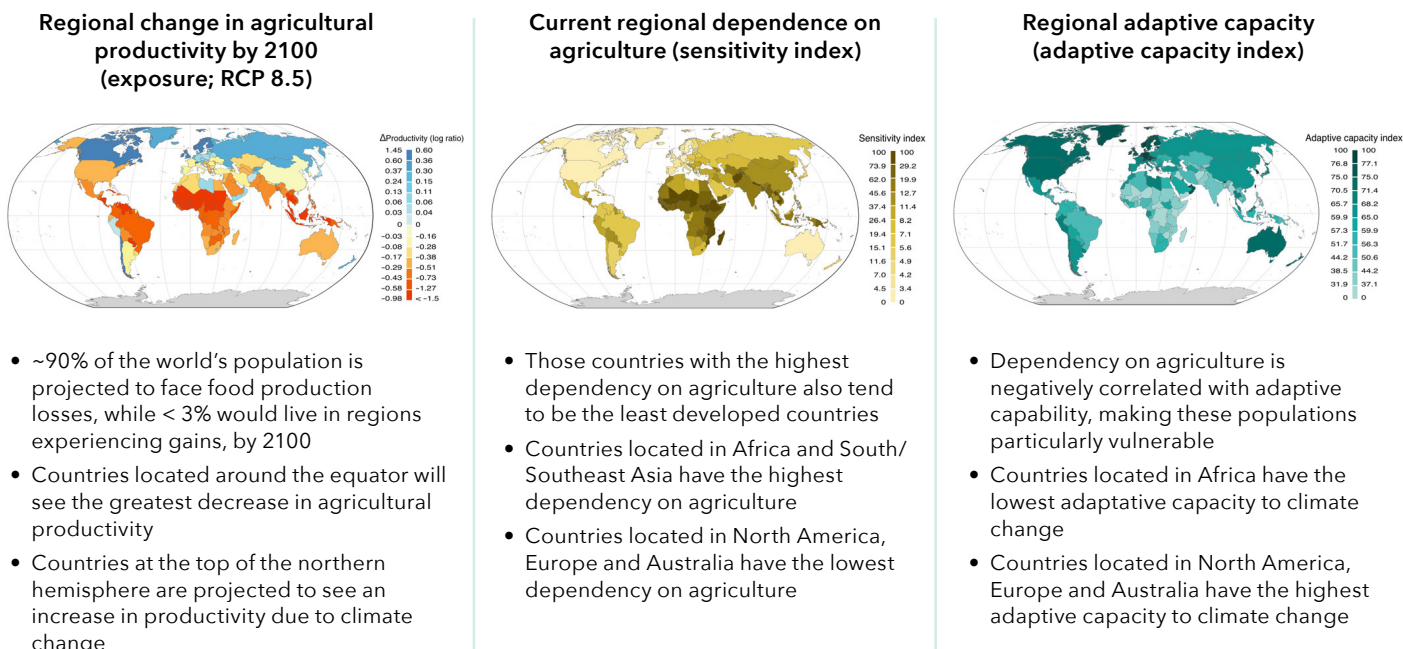 Regional change in agricultural
productivity by 2100
(exposure; RCP 8.5)
ΔProductivity (log ratio)
1.45 0.60
0.60 0.36
0.37 0.30
0.24 0.15
0.13 0.11
0.06 0.06
0.03 0.04
0 0
-0.03 -0.16
-0.08 -0.28
-0.17 -0.38
-0.29 -0.51
-0.43 -0.73
-0.58 -1.27
-0.98 < -1.5
• ~90% of the world’s population is
projected to face food production
losses, while < 3% would live in regions
experiencing gains, by 2100
• Countries located around the equator will
see the greatest decrease in agricultural
productivity
• Countries at the top of the northern
hemisphere are projected to see an
increase in productivity due to climate
change
Current regional dependence on
agriculture (sensitivity index)
Sensitivity index
100 100
73.9 29.2
62.0 19.9
45.6 12.7
37.4 11.4
26.4 8.2
19.4 7.1
15.1 5.6
11.6 4.9
7.0 4.2
4.5 3.4
0 0
• Those countries with the highest
dependency on agriculture also tend
to be the least developed countries
• Countries located in Africa and South/
Southeast Asia have the highest
dependency on agriculture
• Countries located in North America,
Europe and Australia have the lowest
dependency on agriculture
Regional adaptive capacity
(adaptive capacity index)
Adaptive capacity index
100 100
76.8 77.1
75.0 75.0
70.5 71.4
65.7 69.2
59.9 65.0
57.3 59.9
51.7 56.3
44.2 50.6
38.5 44.2
31.9 37.1
0 0
• Dependency on agriculture is
negatively correlated with adaptive
capability, making these populations
particularly vulnerable
• Countries located in Africa have the
lowest adaptative capacity to climate
change
• Countries located in North America,
Europe and Australia have the highest
adaptive capacity to climate change